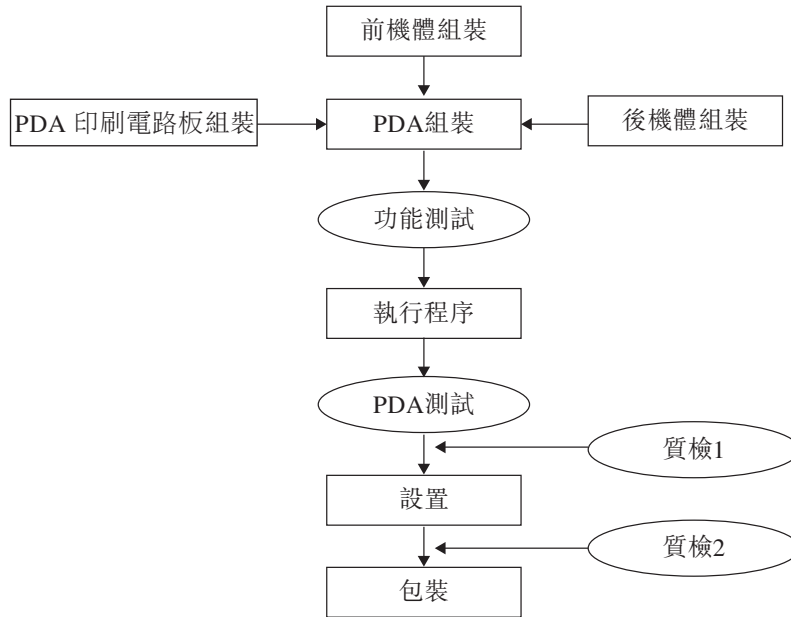 前機體組裝
PDA 印刷電路板組裝
PDA組裝
後機體組裝
功能測試
執行程序
PDA測試
質檢1
設置
質檢2
包裝